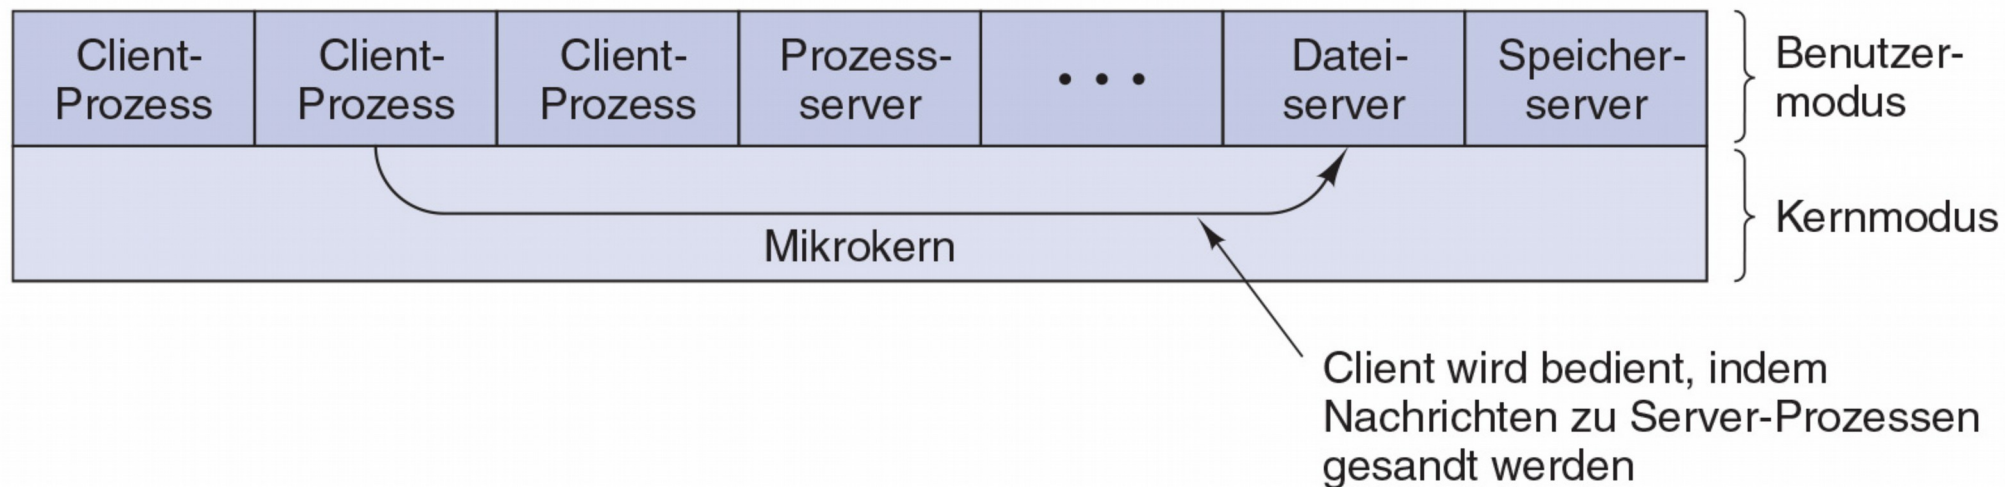 Client-
Prozess
Client-
Prozess
Client-
Prozess
Prozess-
server
• • •
Datei-
server
Speicher-
server
Benutzer-
modus
Mikrokern
Kernmodus
Client wird bedient, indem
Nachrichten zu Server-Prozessen
gesandt werden